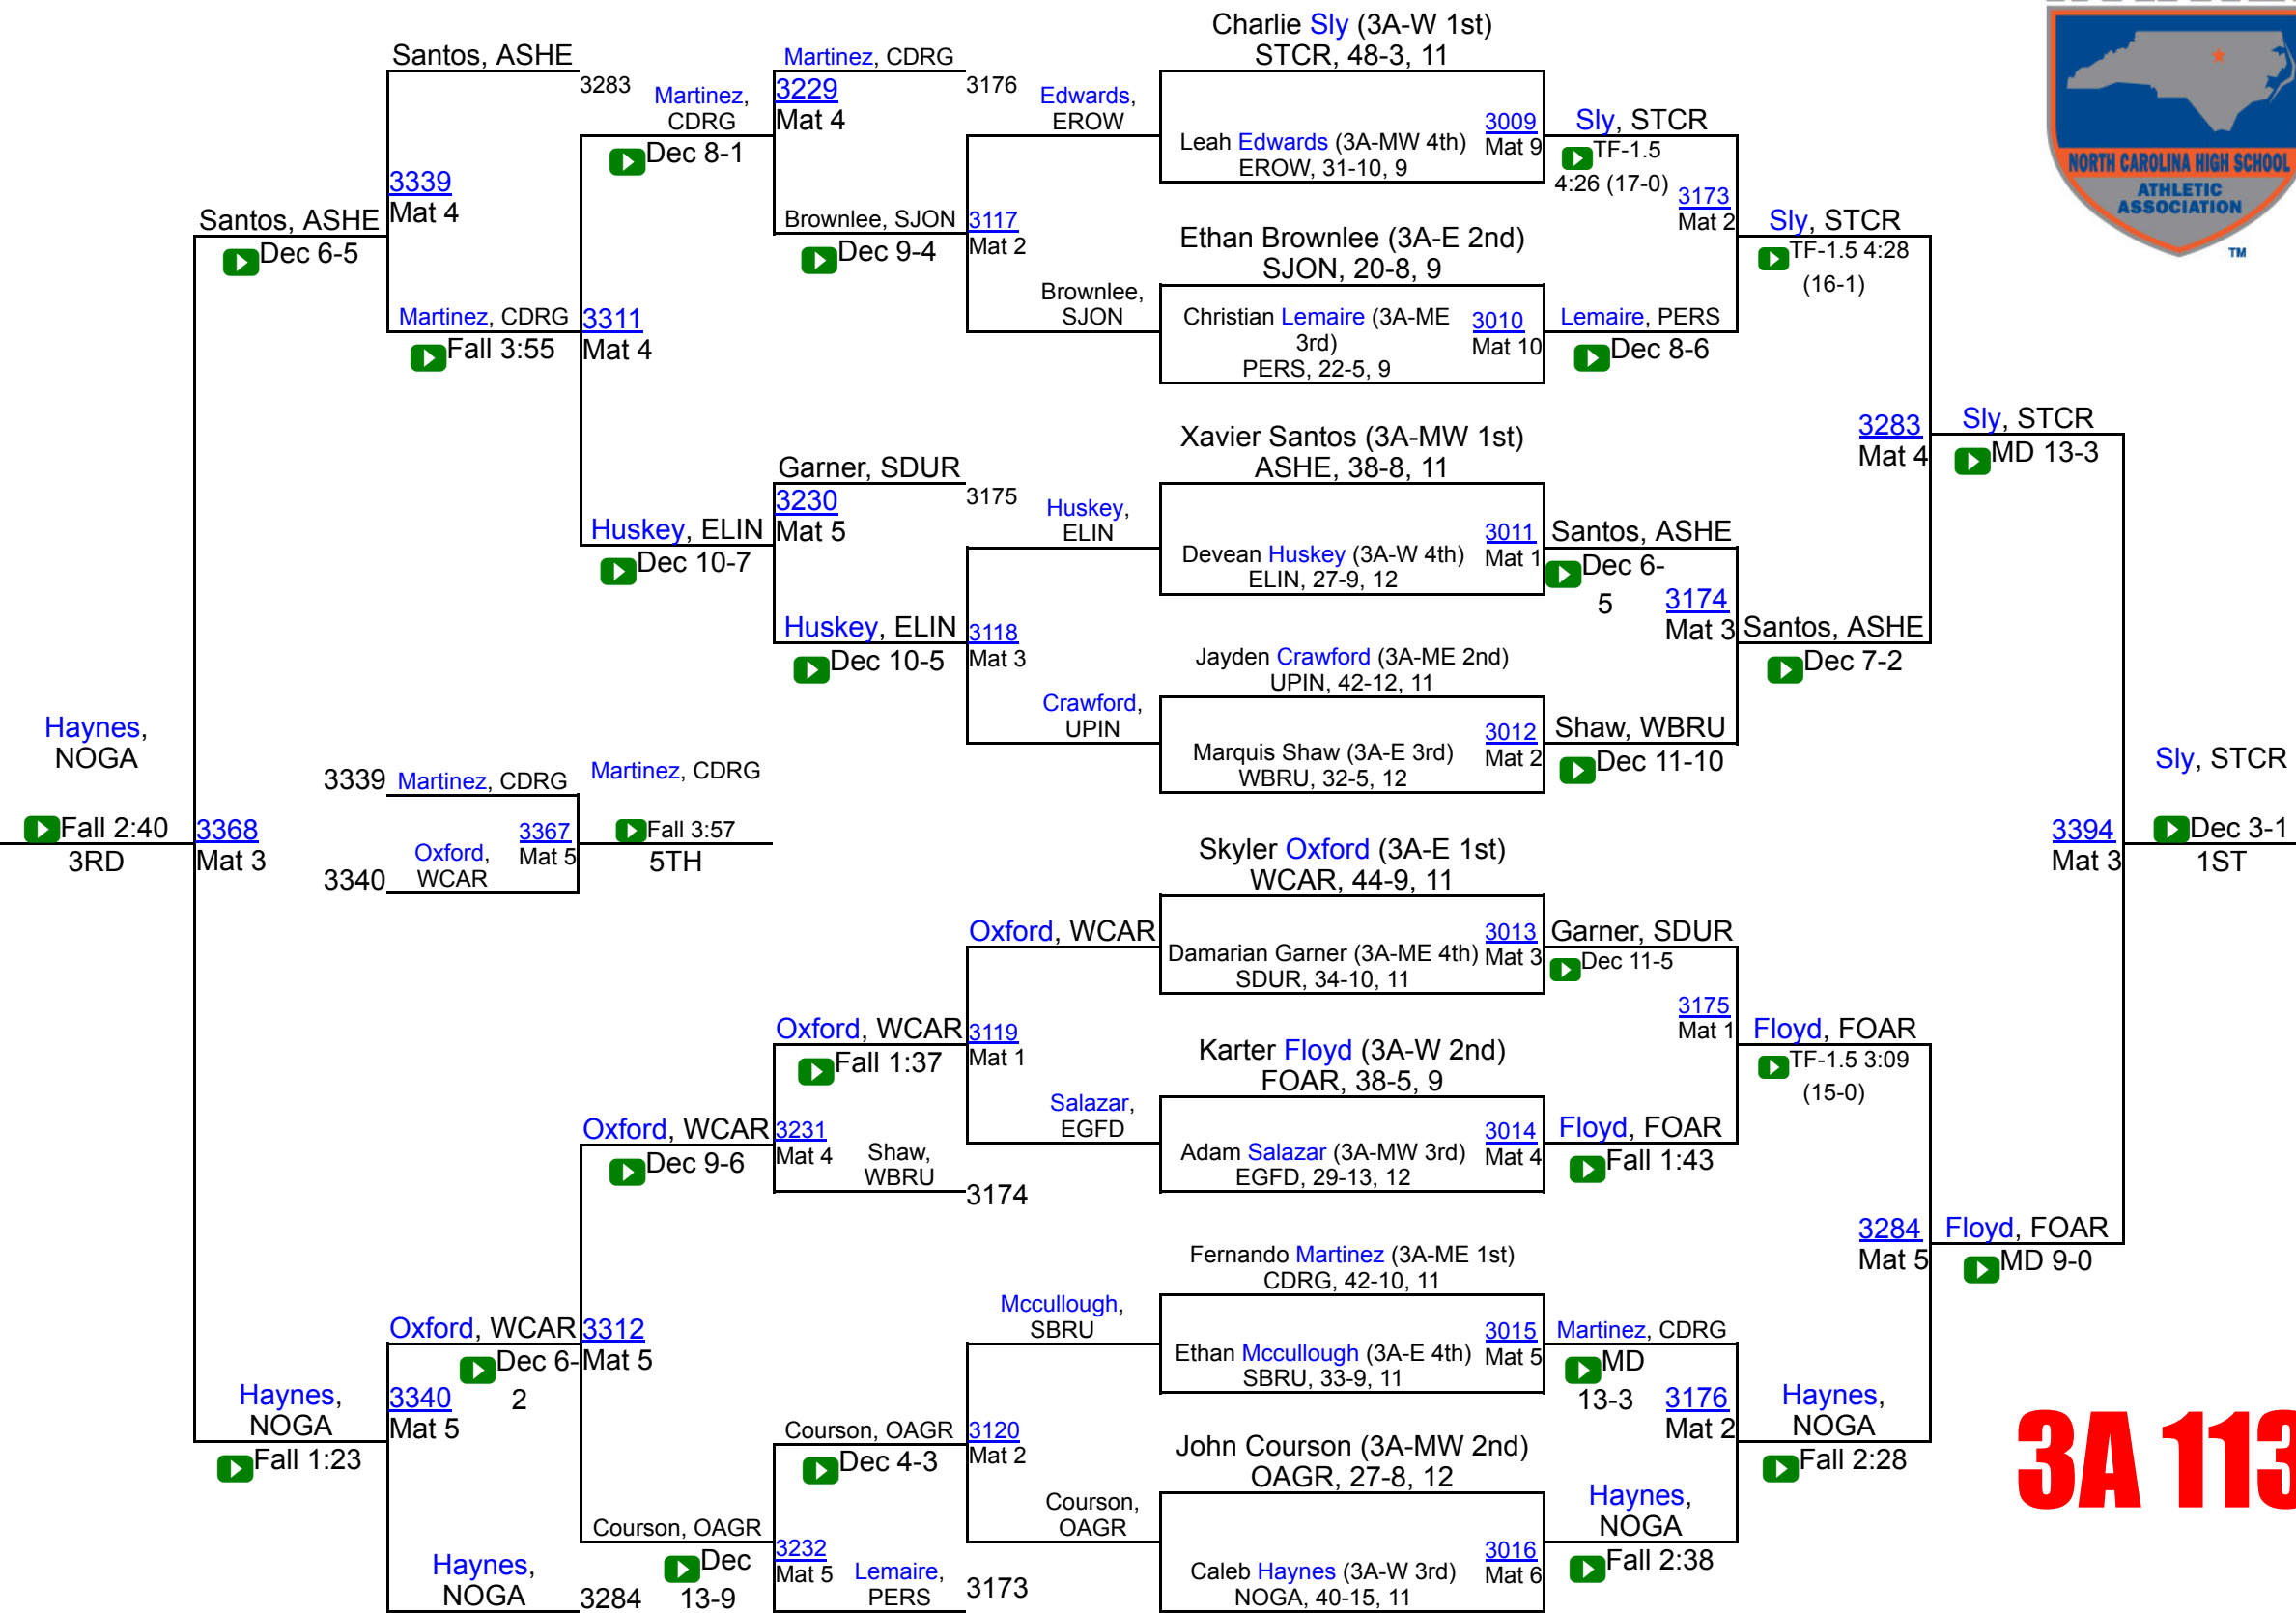 Santos, ASHE
3283
3339
Mat 4
Santos, ASHE
Dec 6-5
Martinez, CDRG
Fall 3:55
Martinez,
CDRG
Dec 8-1
3311
Mat 4
Huskey, ELIN
Dec 10-7
Martinez, CDRG
3176
3229
Mat 4
Brownlee, SJON
Dec 9-4
Garner, SDUR
3175
3230
Mat 5
Huskey, ELIN
Dec 10-5
Edwards,
EROW
3117
Mat 2
Brownlee,
SJON
Huskey,
ELIN
3118
Mat 3
Crawford,
UPIN
Charlie Sly (3A-W 1st)
STCR, 48-3, 11
Leah Edwards (3A-MW 4th)
EROW, 31-10, 9
3009
Mat 9
Ethan Brownlee (3A-E 2nd)
SJON, 20-8, 9
Christian Lemaire (3A-ME
3rd)
PERS, 22-5, 9
3010
Mat 10
Xavier Santos (3A-MW 1st)
ASHE, 38-8, 11
Devean Huskey (3A-W 4th)
ELIN, 27-9, 12
3011
Mat 1
Jayden Crawford (3A-ME 2nd)
UPIN, 42-12, 11
Marquis Shaw (3A-E 3rd)
WBRU, 32-5, 12
3012
Mat 2
Sly, STCR
TF-1.5
4:26 (17-0)
3173
Mat 2
Lemaire, PERS
Dec 8-6
Santos, ASHE
Dec 6-
5
3174
Mat 3
Shaw, WBRU
Dec 11-10
Sly, STCR
TF-1.5 4:28
(16-1)
3283
Mat 4
Santos, ASHE
Dec 7-2
Sly, STCR
MD 13-3
NORTH CAROLINA HIGH SCHOOL
ATHLETIC
ASSOCIATION
TM
Haynes,
NOGA
Fall 2:40
3RD
3368
Mat 3
3339
Martinez, CDRG
3340
Oxford,
WCAR
3367
Mat 5
Martinez, CDRG
Fall 3:57
5TH
3394
Mat 3
Sly, STCR
Dec 3-1
1ST
Haynes,
NOGA
Fall 1:23
Oxford, WCAR
Dec 6-
2
3340
Mat 5
Haynes,
NOGA
3284
Oxford, WCAR
Dec 9-6
3312
Mat 5
Courson, OAGR
Dec
13-9
Oxford, WCAR
Fall 1:37
3231
Mat 4
Shaw,
WBRU
3174
Courson, OAGR
Dec 4-3
3232
Mat 5
Lemaire,
PERS
3173
Oxford, WCAR
3119
Mat 1
Salazar,
EGFD
Mccullough,
SBRU
3120
Mat 2
Courson,
OAGR
Skyler Oxford (3A-E 1st)
WCAR, 44-9, 11
Damarian Garner (3A-ME 4th)
SDUR, 34-10, 11
3013
Mat 3
Karter Floyd (3A-W 2nd)
FOAR, 38-5, 9
Adam Salazar (3A-MW 3rd)
EGFD, 29-13, 12
3014
Mat 4
Fernando Martinez (3A-ME 1st)
CDRG, 42-10, 11
Ethan Mccullough (3A-E 4th)
SBRU, 33-9, 11
3015
Mat 5
John Courson (3A-MW 2nd)
OAGR, 27-8, 12
Caleb Haynes (3A-W 3rd)
NOGA, 40-15, 11
3016
Mat 6
Garner, SDUR
Dec 11-5
3175
Mat 1
Floyd, FOAR
Fall 1:43
Martinez, CDRG
MD
13-3
3176
Mat 2
Haynes,
NOGA
Fall 2:38
Floyd, FOAR
TF-1.5 3:09
(15-0)
3284
Mat 5
Haynes,
NOGA
Fall 2:28
Floyd, FOAR
MD 9-0
3A 113